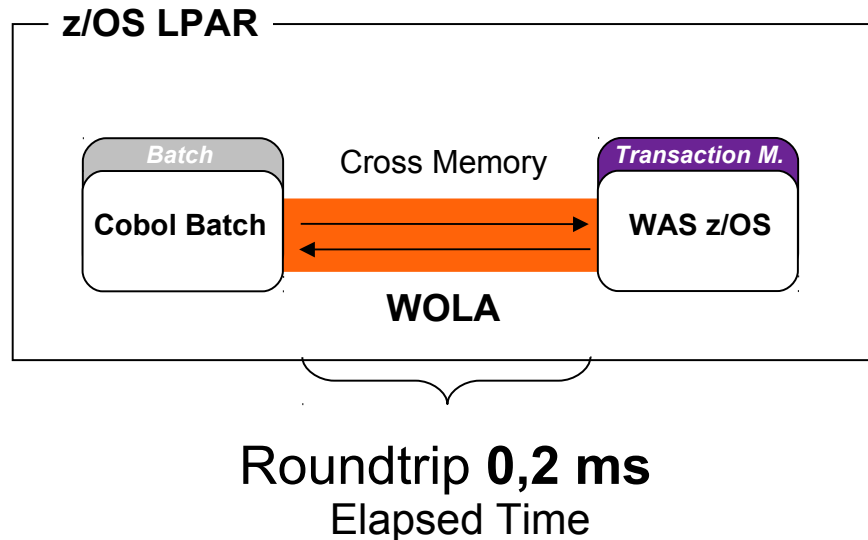 z/OS LPAR
Batch
Cobol Batch
Cross Memory
WOLA
Transaction M.
WAS z/OS
Roundtrip 0,2 ms
Elapsed Time